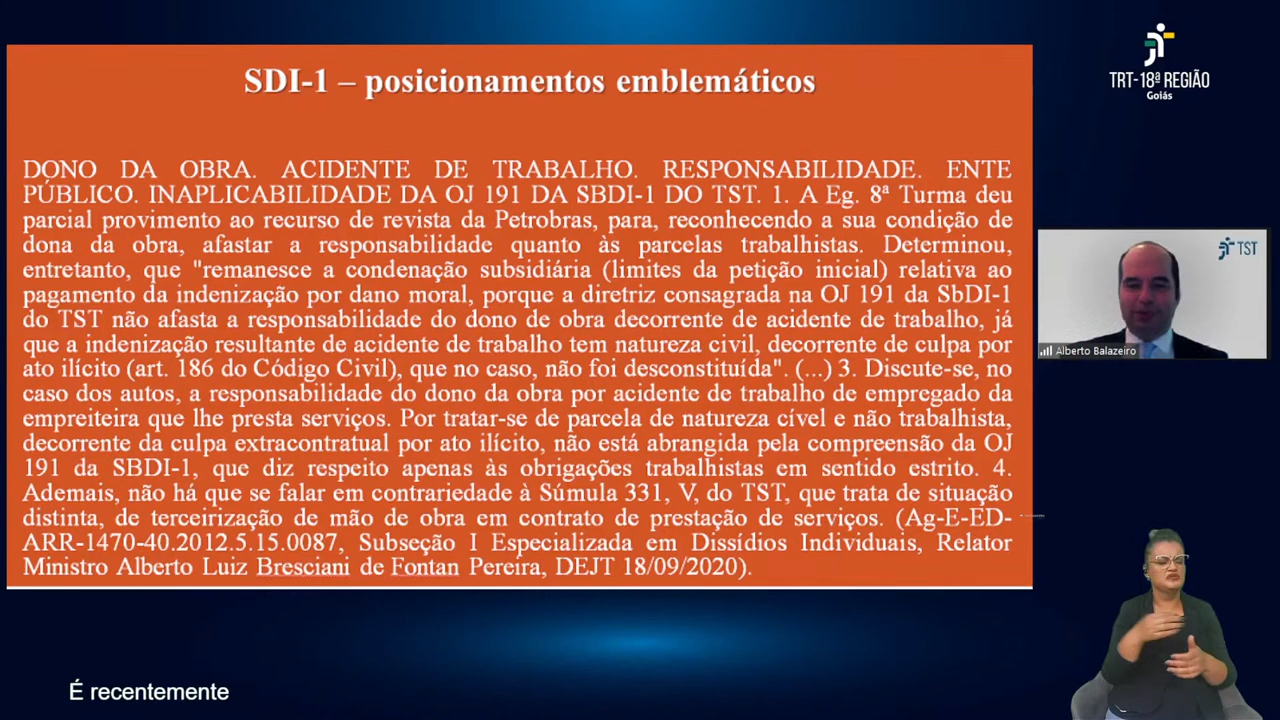 SDI-1 – posicionamentos emblemáticos
DONO DA OBRA. ACIDENTE DE TRABALHO. RESPONSABILIDADE. ENTE
PÚBLICO. INAPLICABILIDADE DA OJ 191 DA SBDI-1 DO TST. 1. A Eg. 8ª Turma deu
parcial provimento ao recurso de revista da Petrobras, para, reconhecendo a sua condição de
dona da obra, afastar a responsabilidade quanto às parcelas trabalhistas. Determinou,
entretanto, que "remanesce a condenação subsidiária (limites da petição inicial) relativa ao
pagamento da indenização por dano moral, porque a diretriz consagrada na OJ 191 da SbDI-1
do TST não afasta a responsabilidade do dono de obra decorrente de acidente de trabalho, já
que a indenização resultante de acidente de trabalho tem natureza civil, decorrente de culpa por
ato ilícito (art. 186 do Código Civil), que no caso, não foi desconstituída". (...) 3. Discute-se, no
caso dos autos, a responsabilidade do dono da obra por acidente de trabalho de empregado da
empreiteira que lhe presta serviços. Por tratar-se de parcela de natureza cível e não trabalhista,
decorrente da culpa extracontratual por ato ilícito, não está abrangida pela compreensão da OJ
191 da SBDI-1, que diz respeito apenas às obrigações trabalhistas em sentido estrito. 4.
Ademais, não há que se falar em contrariedade à Súmula 331, V, do TST, que trata de situação
distinta, de terceirização de mão de obra em contrato de prestação de serviços. (Ag-E-ED-
ARR-1470-40.2012.5.15.0087, Subseção I Especializada em Dissídios Individuais, Relator
Ministro Alberto Luiz Bresciani de Fontan Pereira, DEJT 18/09/2020).
TRT-18ª REGIÃO
Goiás
TST
Alberto Balazeiro
É recentemente